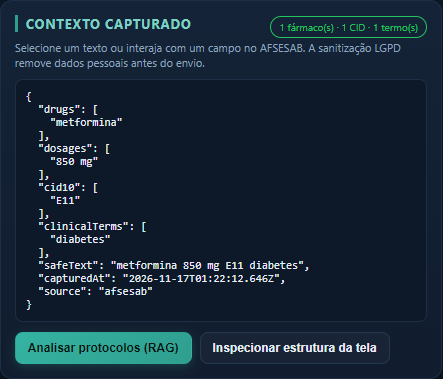 CONTEXTO CAPTURADO
1 fármaco(s) · 1 CID · 1 termo(s)
Selecione um texto ou interaja com um campo no AFSESAB. A sanitização LGPD
remove dados pessoais antes do envio.
{
  "drugs": [
    "metformina"
  ],
  "dosages": [
    "850 mg"
  ],
  "cid10": [
    "E11"
  ],
  "clinicalTerms": [
    "diabetes"
  ],
  "safeText": "metformina 850 mg E11 diabetes",
  "capturedAt": "2026-11-17T01:22:12.646Z",
  "source": "afsesab"
}
Analisar protocolos (RAG)
Inspecionar estrutura da tela